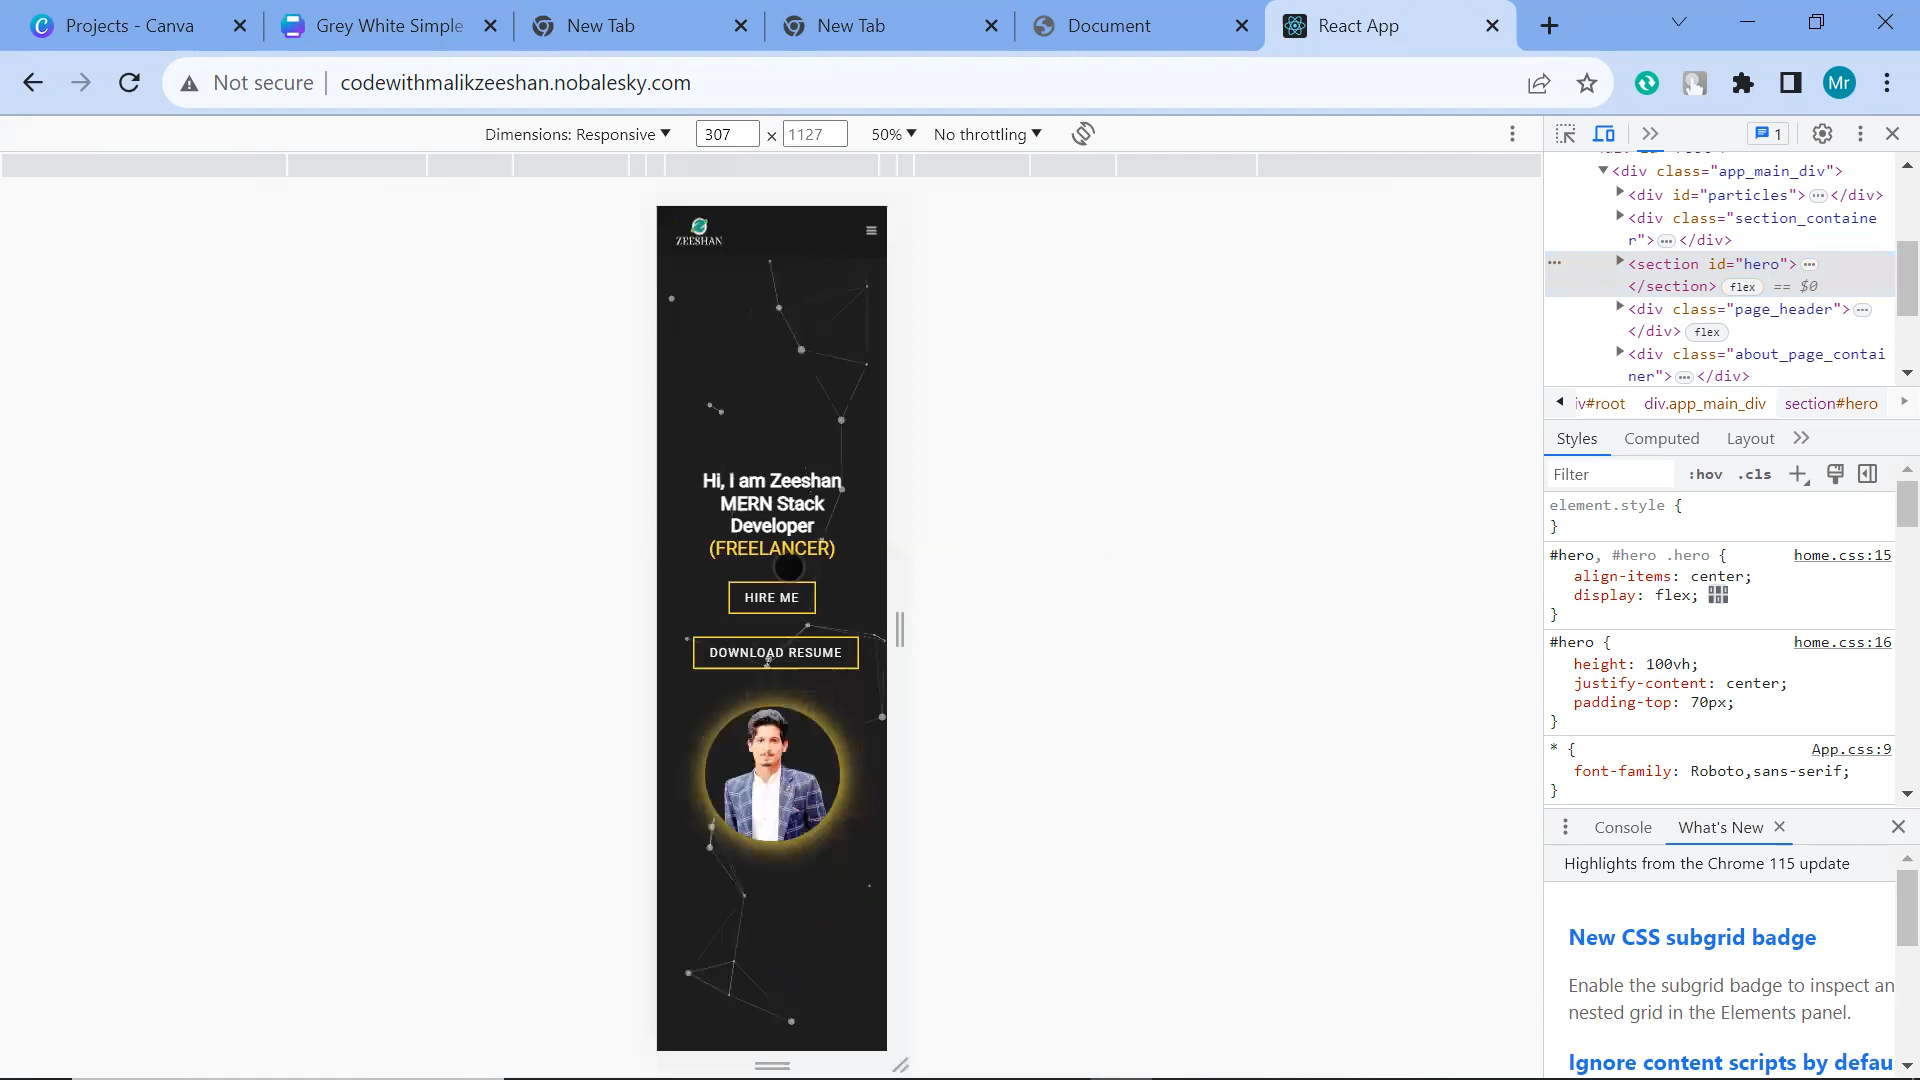 Projects - Canva
Grey White Simple
New Tab
New Tab
Document
React App
Not secure
codewithmalikzeeshan.nobalesky.com
Mr
Dimensions: Responsive
307 x 1127
50%
No throttling
1
ZEESHAN
Hi, I am Zeeshan
MERN Stack
Developer
(FREELANCER)
HIRE ME
DOWNLOAD RESUME
<div class="app_main_div">
<div id="particles"> … </div>
<div class="section_containe
r"> … </div>
<section id="hero"> …
</section> flex == $0
<div class="page_header"> …
</div> flex
<div class="about_page_contai
ner"> … </div>
iv#root div.app_main_div section#hero
Styles Computed Layout
Filter :hov .cls
element.style {
}
#hero, #hero .hero { home.css:15
align-items: center;
display: flex;
}
#hero { home.css:16
height: 100vh;
justify-content: center;
padding-top: 70px;
}
* { App.css:9
font-family: Roboto,sans-serif;
}
Console What's New
Highlights from the Chrome 115 update
New CSS subgrid badge
Enable the subgrid badge to inspect an
nested grid in the Elements panel.
Ignore content scripts by defau